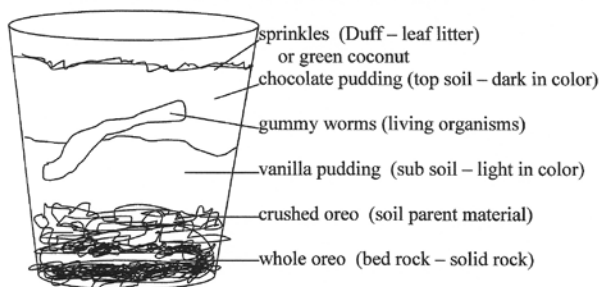 sprinkles (Duff – leaf litter)
or green coconut
chocolate pudding (top soil – dark in color)
gummy worms (living organisms)
vanilla pudding (sub soil – light in color)
crushed oreo (soil parent material)
whole oreo (bed rock – solid rock)